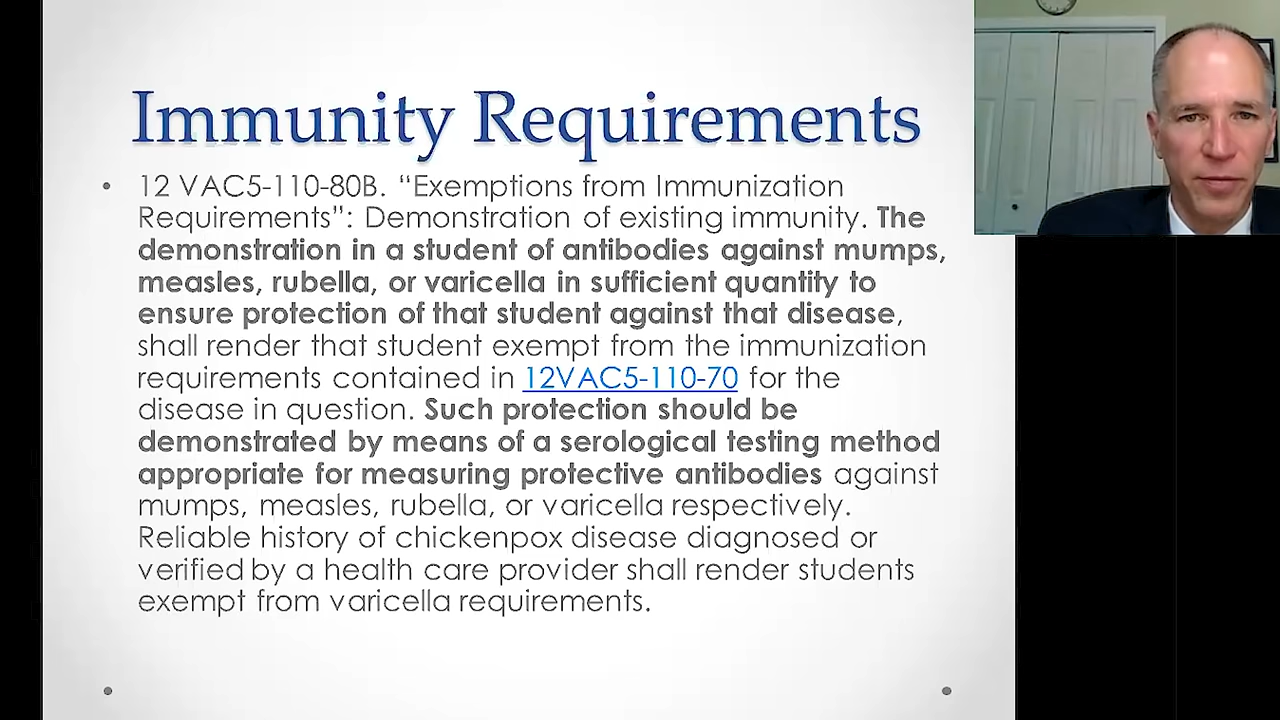 Immunity Requirements
• 12 VAC5-110-80B. “Exemptions from Immunization
Requirements”: Demonstration of existing immunity. The
demonstration in a student of antibodies against mumps,
measles, rubella, or varicella in sufficient quantity to
ensure protection of that student against that disease,
shall render that student exempt from the immunization
requirements contained in 12VAC5-110-70 for the
disease in question. Such protection should be
demonstrated by means of a serological testing method
appropriate for measuring protective antibodies against
mumps, measles, rubella, or varicella respectively.
Reliable history of chickenpox disease diagnosed or
verified by a health care provider shall render students
exempt from varicella requirements.